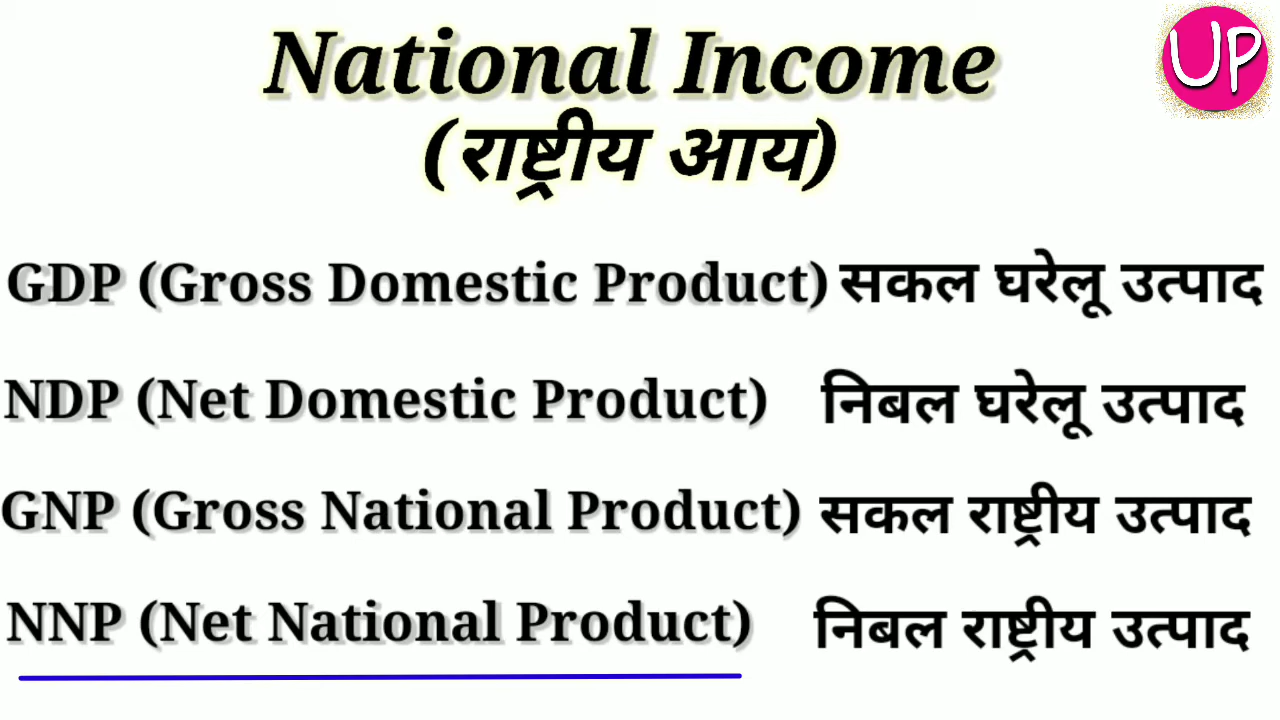 National Income
(राष्ट्रीय आय)
UP
GDP (Gross Domestic Product) सकल घरेलू उत्पाद
NDP (Net Domestic Product) निबल घरेलू उत्पाद
GNP (Gross National Product) सकल राष्ट्रीय उत्पाद
NNP (Net National Product) निबल राष्ट्रीय उत्पाद